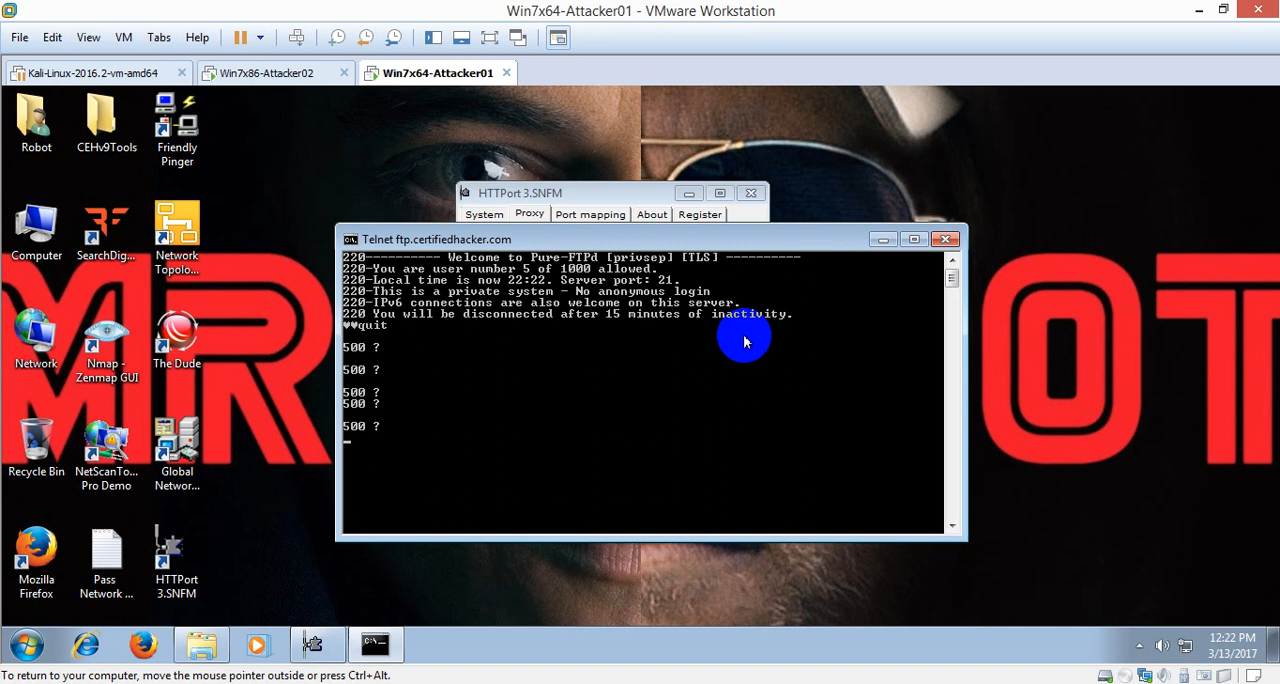 Win7x64-Attacker01 - VMware Workstation
File Edit View VM Tabs Help
Kali-Linux-2016.2-vm-amd64 Win7x86-Attacker02 Win7x64-Attacker01
Robot
CEHv9Tools
Friendly
Pinger
Computer
SearchDig...
Network
Topolo...
Network
Nmap -
Zenmap GUI
The Dude
Recycle Bin
NetScanTo...
Pro Demo
Global
Networ...
Mozilla
Firefox
Pass
Network ...
HTTPort
3.SNFM
MR
OT
HTTPort 3.SNFM
System Proxy Port mapping About Register
Telnet ftp.certifiedhacker.com
220---------- Welcome to Pure-FTPd [privsep] [TLS] ----------
220-You are user number 5 of 1000 allowed.
220-Local time is now 22:22. Server port: 21.
220-This is a private system - No anonymous login
220-IPv6 connections are also welcome on this server.
220 You will be disconnected after 15 minutes of inactivity.
♥♥quit
500 ?
500 ?
500 ?
500 ?
500 ?
12:22 PM
3/13/2017
To return to your computer, move the mouse pointer outside or press Ctrl+Alt.